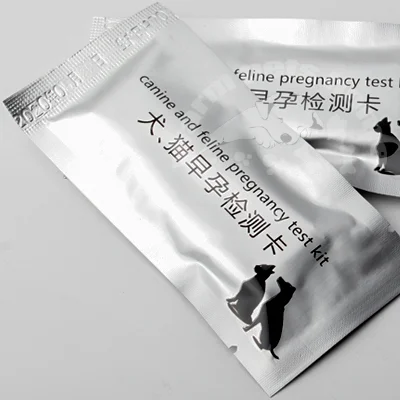 canine and feline pregnancy test kit
犬、猫早孕检测卡
feline pregnancy test
早孕检测卡